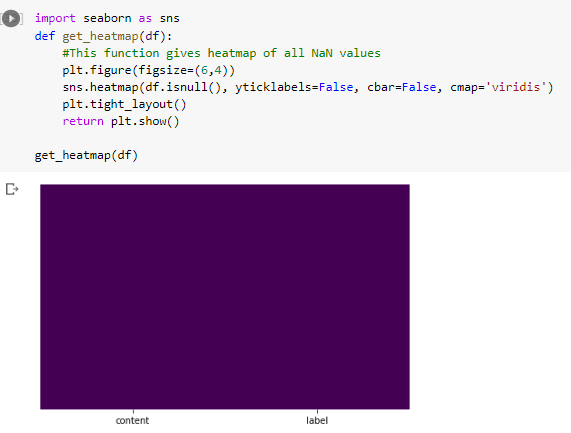 import seaborn as sns
def get_heatmap(df):
    #This function gives heatmap of all NaN values
    plt.figure(figsize=(6,4))
    sns.heatmap(df.isnull(), yticklabels=False, cbar=False, cmap='viridis')
    plt.tight_layout()
    return plt.show()

get_heatmap(df)
content label